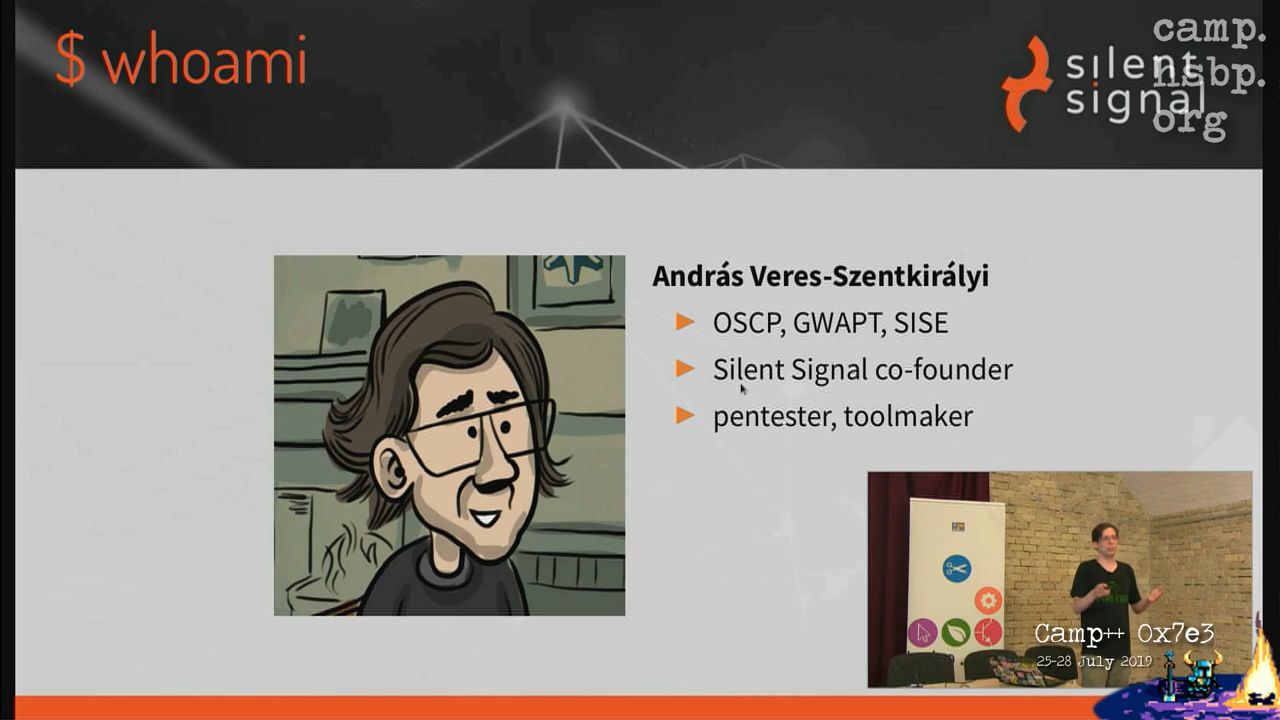 $ whoami
silent
signal
camp.
hsbp.
org
András Veres-Szentkirályi
OSCP, GWAPT, SISE
Silent Signal co-founder
pentester, toolmaker
Camp++ 0x7e3
25-28 July 2019